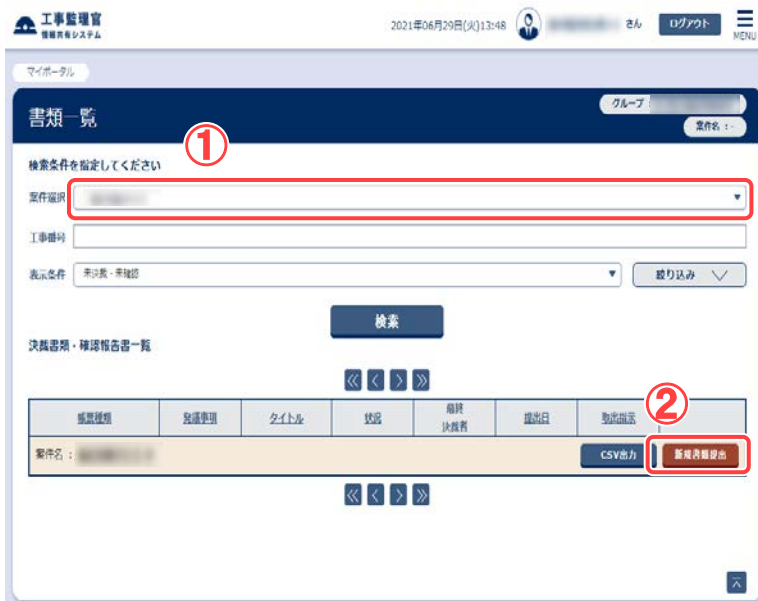 工事監理官
情報共有システム
2021年06月29日(火)13:48
さん
ログアウト
MENU
マイポータル
書類一覧
グループ:
案件名:-
①
検索条件を指定してください
案件選択
工事番号
表示条件 未決裁・未確認
絞り込み
検索
決裁書類・確認報告書一覧
②
帳票種類 発議事項 タイトル 状況 最終決裁者 提出日 取出指示
案件名:
CSV出力
新規書類提出